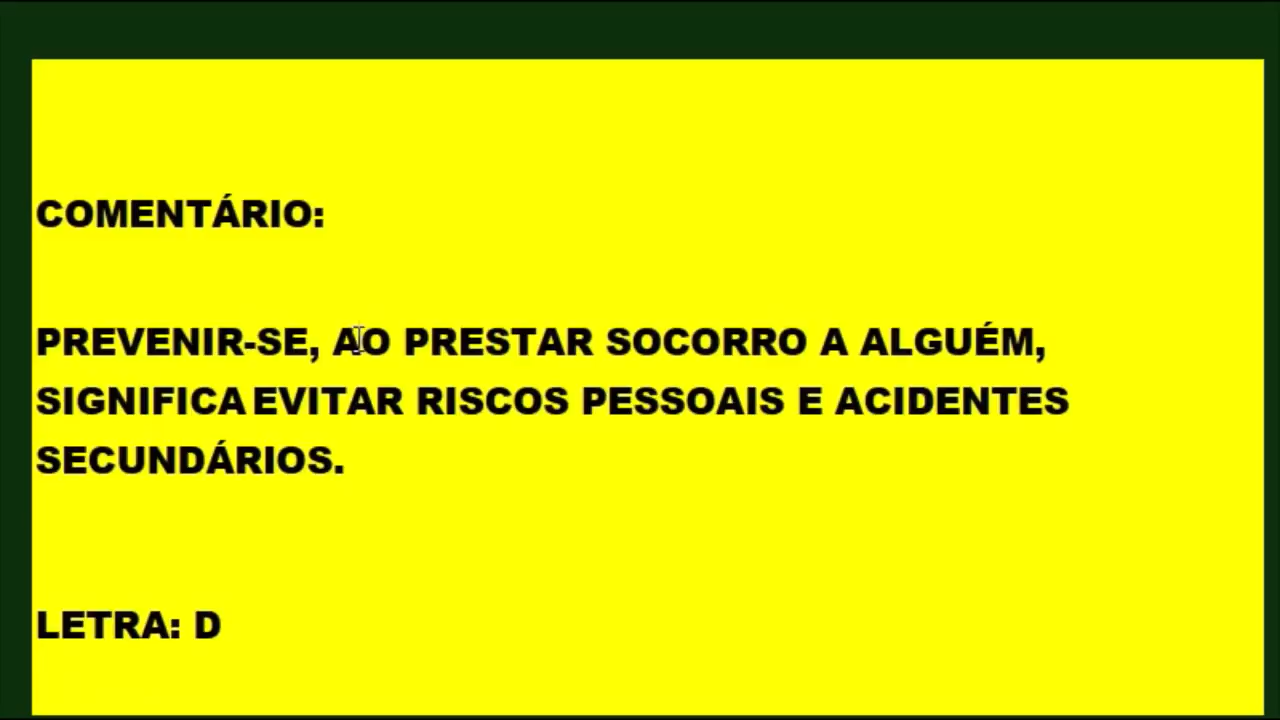 COMENTÁRIO:
PREVENIR-SE, AO PRESTAR SOCORRO A ALGUÉM,
SIGNIFICA EVITAR RISCOS PESSOAIS E ACIDENTES
SECUNDÁRIOS.
LETRA: D